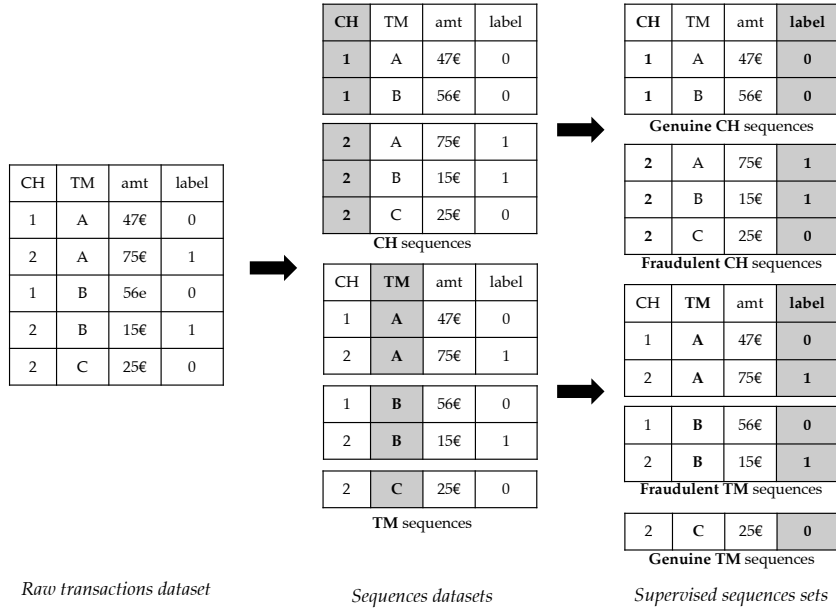 CH TM amt label
1 A 47€ 0
2 A 75€ 1
1 B 56e 0
2 B 15€ 1
2 C 25€ 0
Raw transactions dataset
CH TM amt label
1 A 47€ 0
1 B 56€ 0
2 A 75€ 1
2 B 15€ 1
2 C 25€ 0
CH sequences
CH TM amt label
1 A 47€ 0
2 A 75€ 1
1 B 56€ 0
2 B 15€ 1
2 C 25€ 0
TM sequences
Sequences datasets
CH TM amt label
1 A 47€ 0
1 B 56€ 0
Genuine CH sequences
2 A 75€ 1
2 B 15€ 1
2 C 25€ 0
Fraudulent CH sequences
CH TM amt label
1 A 47€ 0
2 A 75€ 1
1 B 56€ 0
2 B 15€ 1
Fraudulent TM sequences
2 C 25€ 0
Genuine TM sequences
Supervised sequences sets